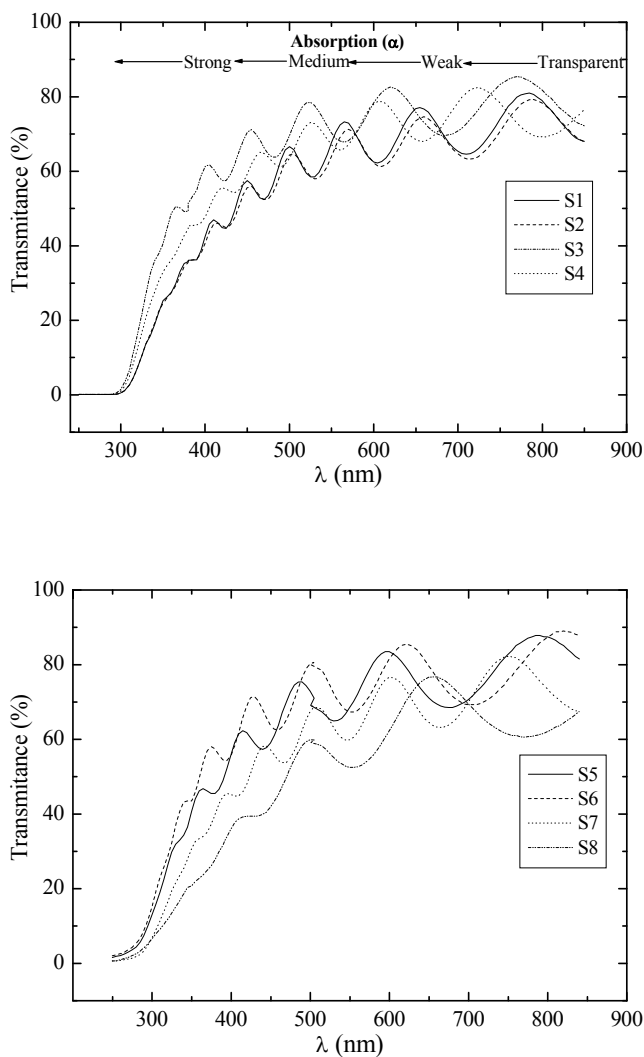 100
Absorption (α)
Strong Medium Weak Transparent
80
60
40
20
0
Transmitance (%)
S1
S2
S3
S4
300 400 500 600 700 800 900
λ (nm)
100
80
60
40
20
0
Transmitance (%)
S5
S6
S7
S8
300 400 500 600 700 800 900
λ (nm)